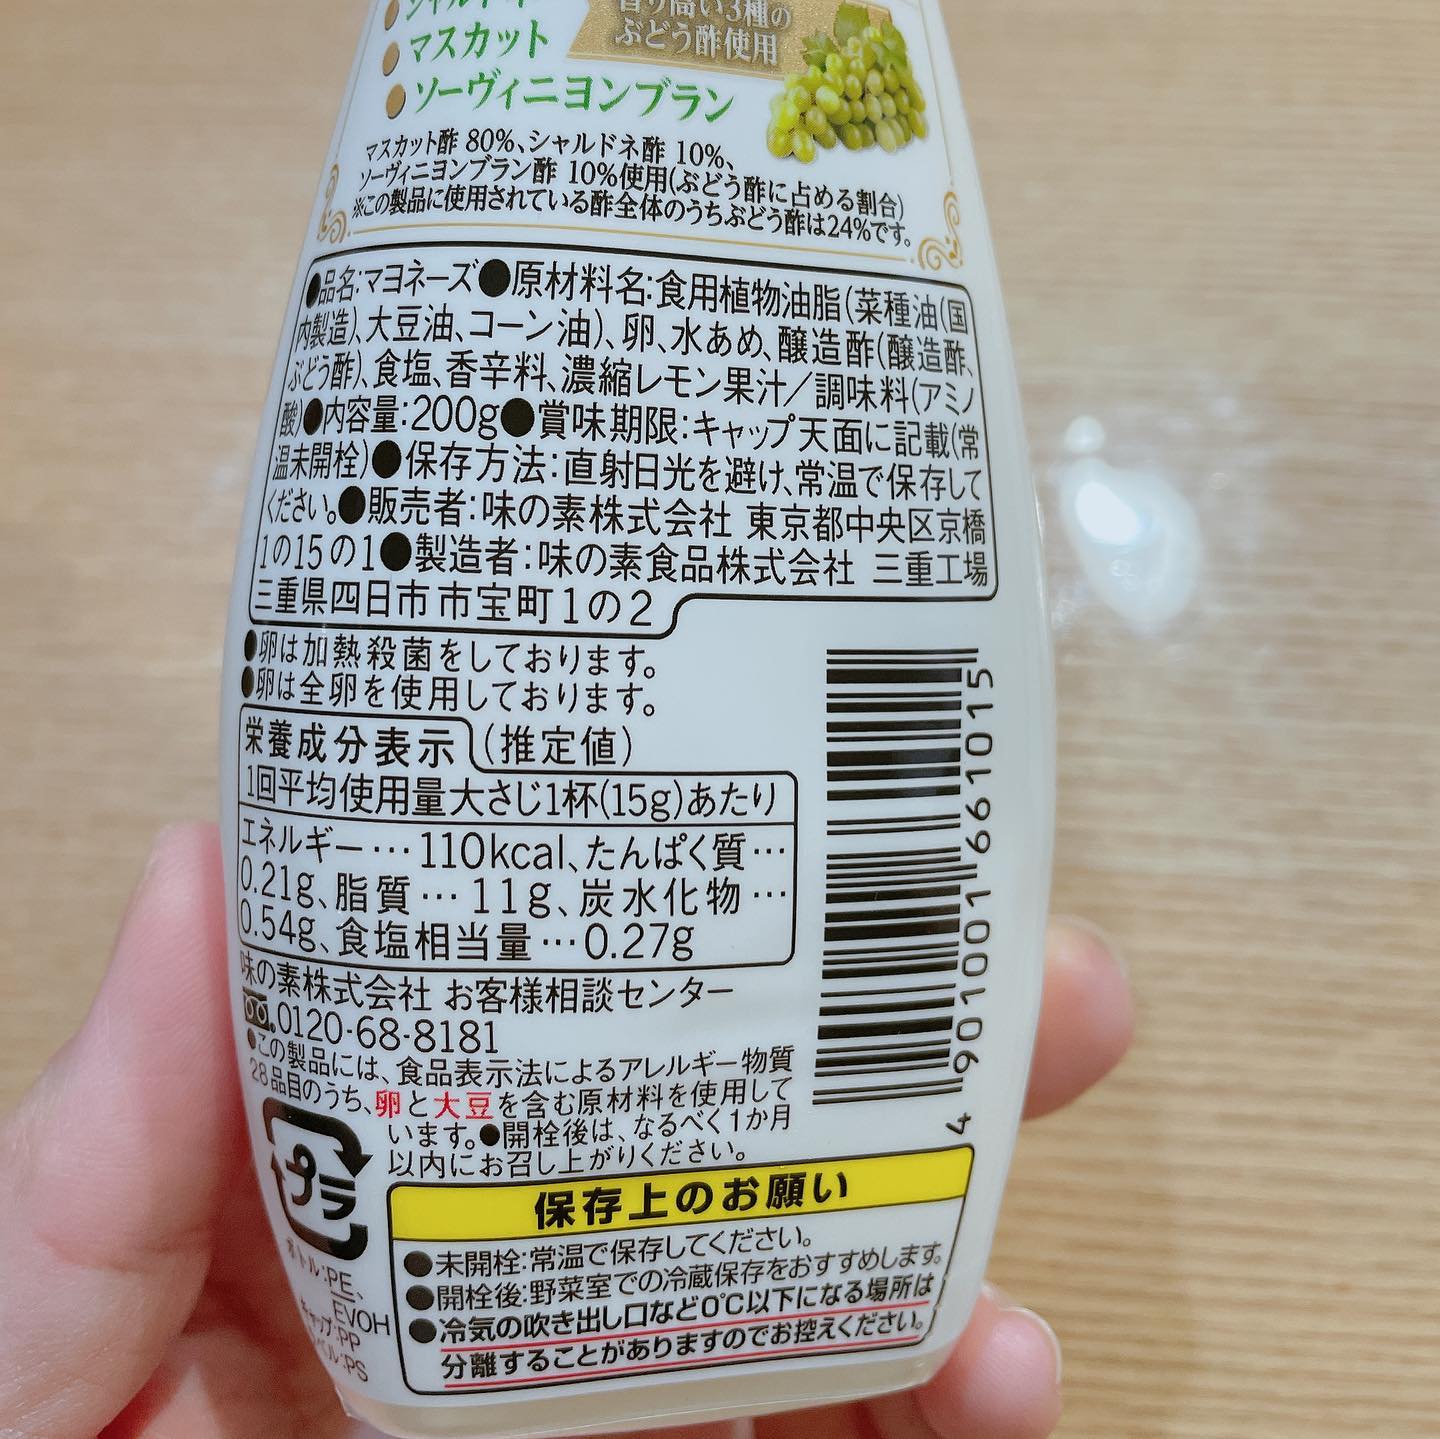 シャルドネ
香り高い3種の
ぶどう酢使用
マスカット
ソーヴィニヨンブラン
マスカット酢 80%、シャルドネ酢 10%、
ソーヴィニヨンブラン酢 10%使用(ぶどう酢に占める割合)
※この製品に使用されている酢全体のうちぶどう酢は24%です。
●品名:マヨネーズ●原材料名:食用植物油脂(菜種油(国
内製造)、大豆油、コーン油)、卵、水あめ、醸造酢(醸造酢、
ぶどう酢)、食塩、香辛料、濃縮レモン果汁/調味料(アミノ
酸)●内容量:200g●賞味期限:キャップ天面に記載(常
温未開栓)●保存方法:直射日光を避け、常温で保存して
ください。●販売者:味の素株式会社 東京都中央区京橋
1の15の1●製造者:味の素食品株式会社 三重工場
三重県四日市市宝町1の2
●卵は加熱殺菌をしております。
●卵は全卵を使用しております。
栄養成分表示(推定値)
1回平均使用量大さじ1杯(15g)あたり
エネルギー…110kcal、たんぱく質…
0.21g、脂質…11g、炭水化物…
0.54g、食塩相当量…0.27g
味の素株式会社 お客様相談センター
0120-68-8181
●この製品には、食品表示法によるアレルギー物質
28品目のうち、卵と大豆を含む原材料を使用して
います。●開栓後は、なるべく1か月
以内にお召し上がりください。
プラ
ボトル:PE、
EVOH
キャップ:PP
ラベル:PS
4 901001 661015
保存上のお願い
●未開栓:常温で保存してください。
●開栓後:野菜室での冷蔵保存をおすすめします。
●冷気の吹き出し口など0℃以下になる場所は
分離することがありますのでお控えください。